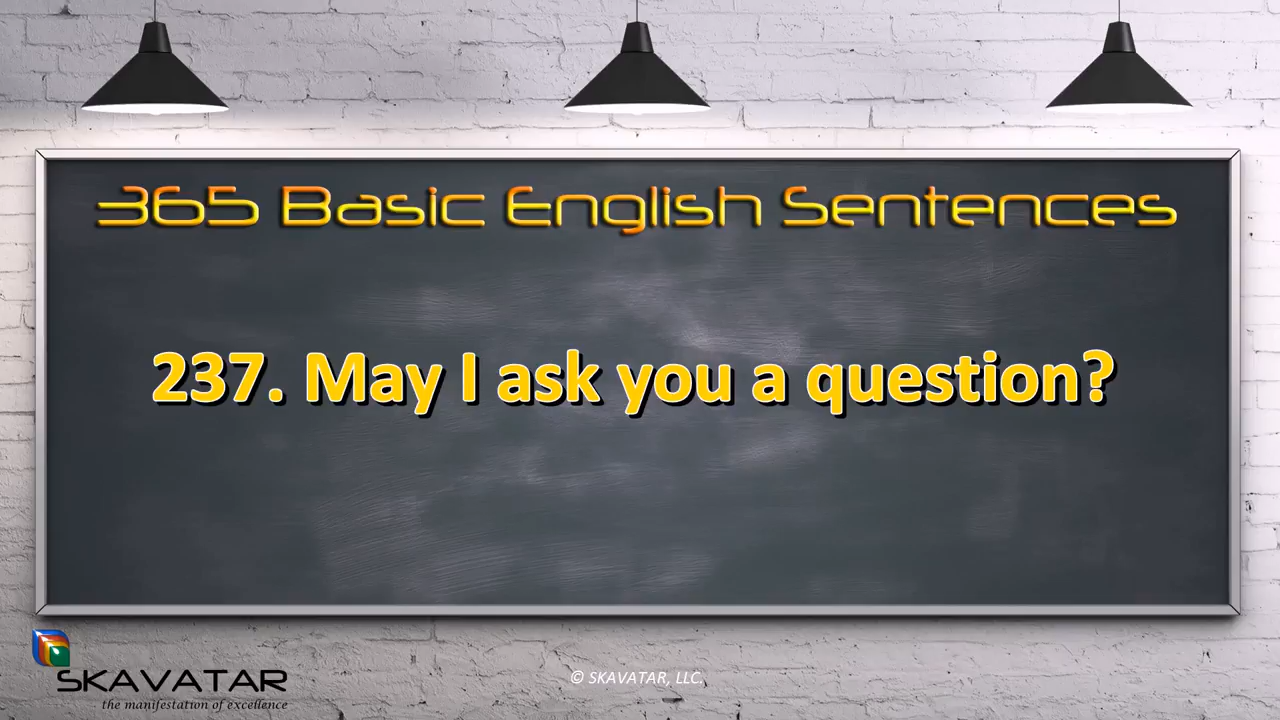 365 Basic English Sentences
237. May I ask you a question?
SKAVATAR
the manifestation of excellence
© SKAVATAR, LLC.